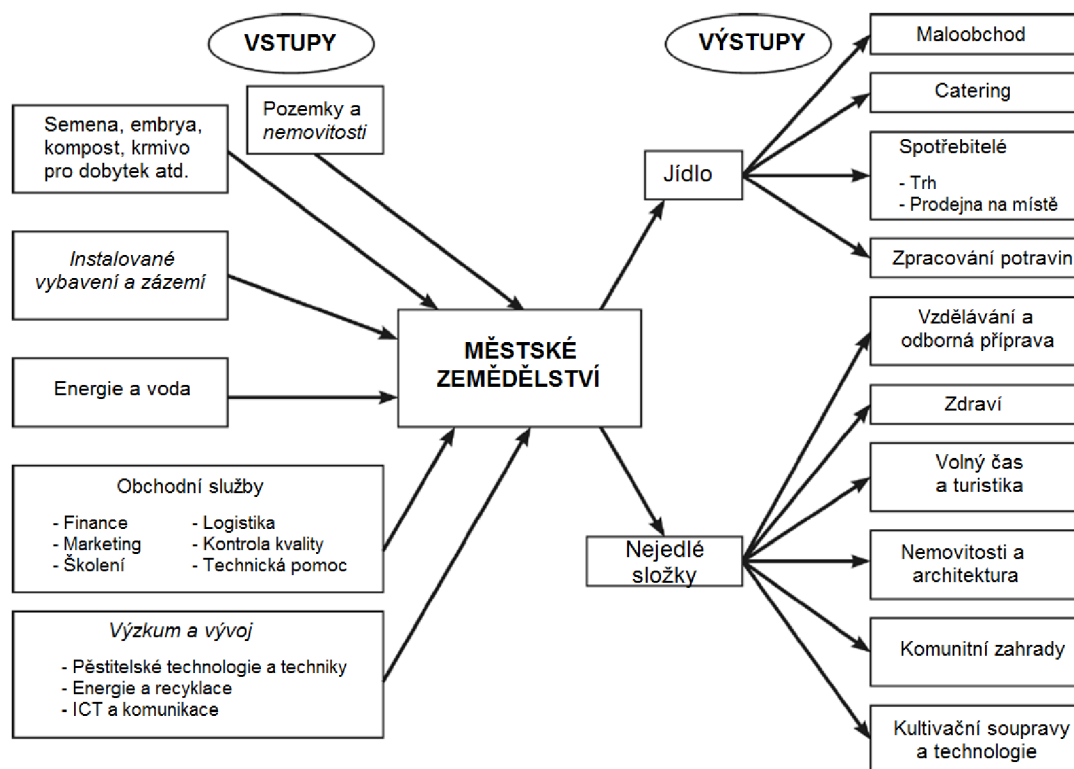 VSTUPY
Pozemky a
nemovitosti
Semena, embrya,
kompost, krmivo
pro dobytek atd.
Instalované
vybavení a zázemí
Energie a voda
Obchodní služby
- Finance
- Marketing
- Školení
- Logistika
- Kontrola kvality
- Technická pomoc
Výzkum a vývoj
- Pěstitelské technologie a techniky
- Energie a recyklace
- ICT a komunikace
MĚSTSKÉ
ZEMĚDĚLSTVÍ
VÝSTUPY
Jídlo
Maloobchod
Catering
Spotřebitelé
- Trh
- Prodejna na místě
Zpracování potravin
Nejedlé
složky
Vzdělávání a
odborná příprava
Zdraví
Volný čas
a turistika
Nemovitosti a
architektura
Komunitní zahrady
Kultivační soupravy
a technologie